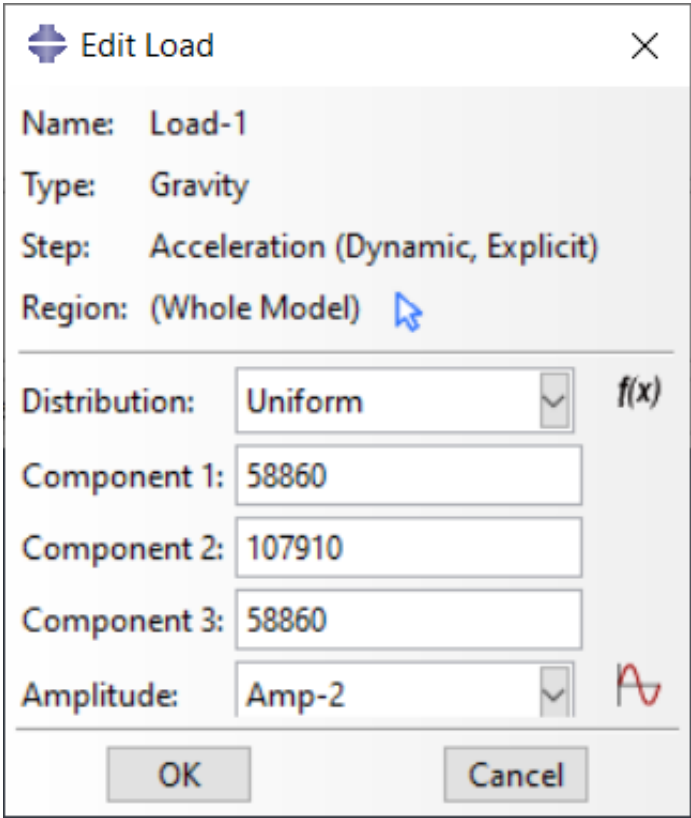 Edit Load
Name: Load-1
Type: Gravity
Step: Acceleration (Dynamic, Explicit)
Region: (Whole Model)
Distribution: Uniform f(x)
Component 1: 58860
Component 2: 107910
Component 3: 58860
Amplitude: Amp-2
OK Cancel